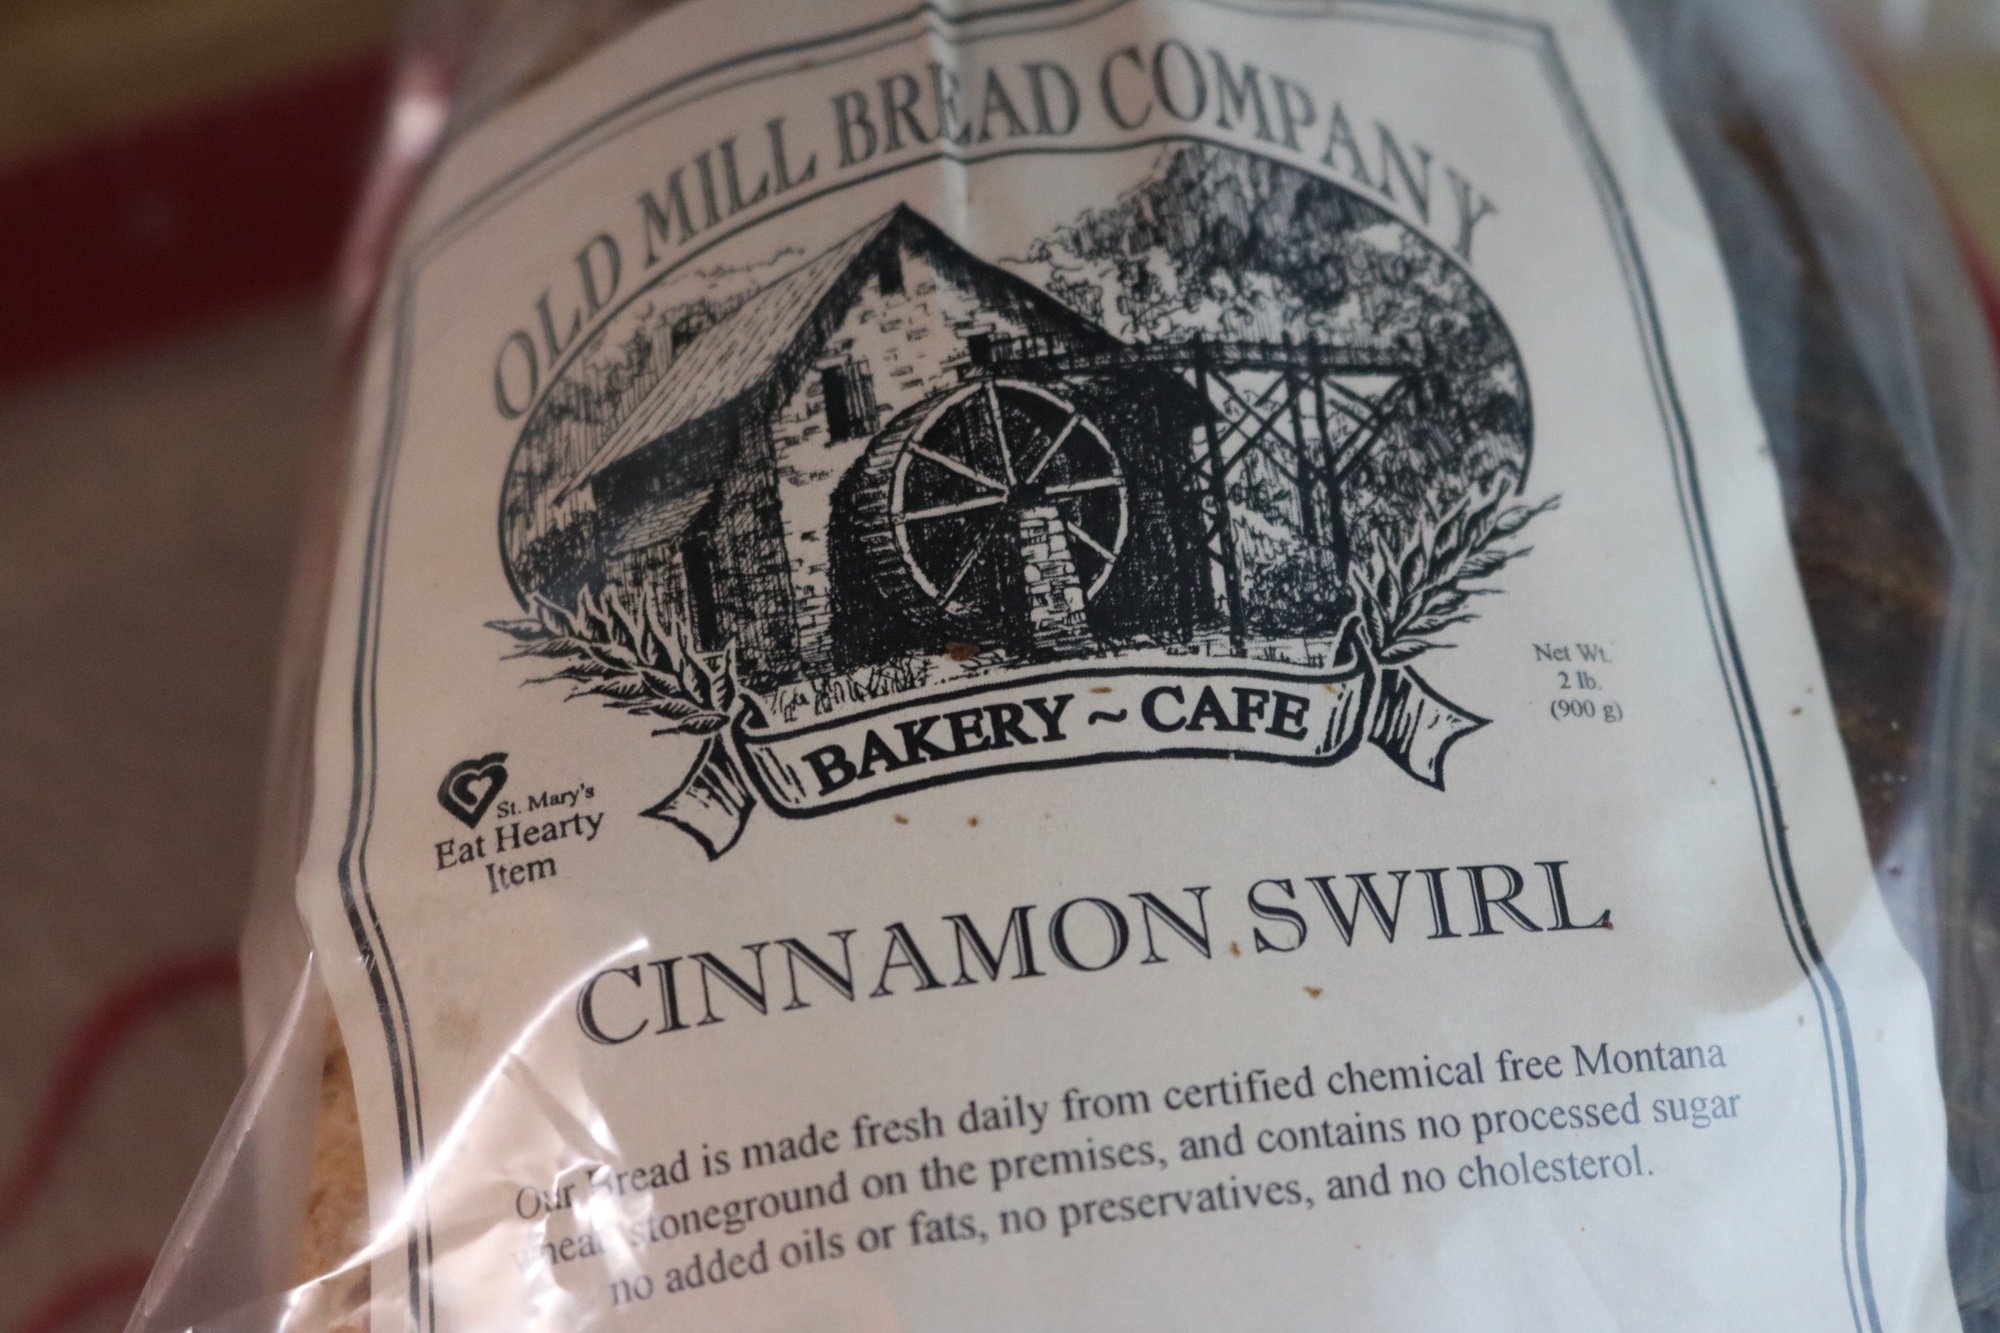 OLD MILL BREAD COMPANY
BAKERY ~ CAFE
Net Wt.
2 lb.
(900 g)
St. Mary's
Eat Hearty
Item
CINNAMON SWIRL
Our Bread is made fresh daily from certified chemical free Montana
wheat stoneground on the premises, and contains no processed sugar
no added oils or fats, no preservatives, and no cholesterol.